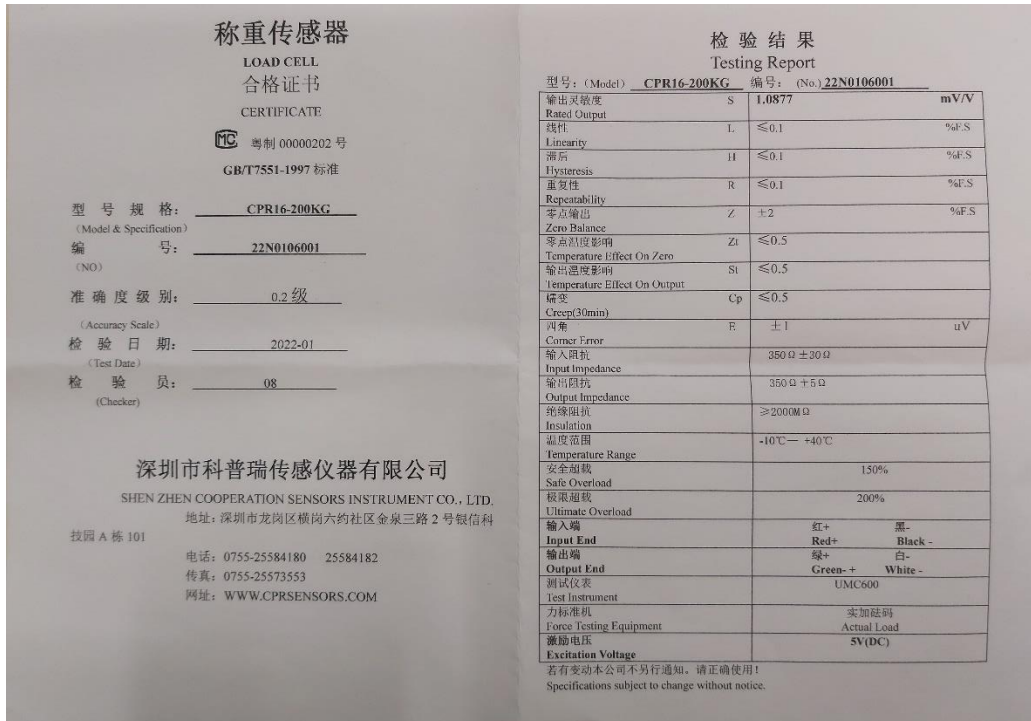 称重传感器
LOAD CELL
合格证书
CERTIFICATE
MC 粤制 00000202 号
GB/T7551-1997 标准
型 号 规 格： CPR16-200KG
（Model & Specification）
编 号： 22N0106001
（NO）
准 确 度 级 别： 0.2 级
（Accuracy Scale）
检 验 日 期： 2022-01
（Test Date）
检 验 员： 08
(Checker)
深圳市科普瑞传感仪器有限公司
SHEN ZHEN COOPERATION SENSORS INSTRUMENT CO., LTD.
地址：深圳市龙岗区横岗六约社区金泉三路 2 号银信科
技园 A 栋 101
电话：0755-25584180 25584182
传真：0755-25573553
网址：WWW.CPRSENSORS.COM
检 验 结 果
Testing Report
型号：（Model） CPR16-200KG 编号： (No.) 22N0106001
输出灵敏度 S 1.0877 mV/V
Rated Output
线性 L ≤0.1 %F.S
Linearity
滞后 H ≤0.1 %F.S
Hysteresis
重复性 R ≤0.1 %F.S
Repeatability
零点输出 Z ±2 %F.S
Zero Balance
零点温度影响 Zt ≤0.5
Temperature Effect On Zero
输出温度影响 St ≤0.5
Temperature Effect On Output
蠕变 Cp ≤0.5
Creep(30min)
四角 E ±1 uV
Corner Error
输入阻抗 350Ω±30Ω
Input Impedance
输出阻抗 350Ω±5Ω
Output Impedance
绝缘阻抗 ≥2000MΩ
Insulation
温度范围 -10℃— +40℃
Temperature Range
安全超载 150%
Safe Overload
极限超载 200%
Ultimate Overload
输入端 红+ 黑-
Input End Red+ Black -
输出端 绿+ 白-
Output End Green- + White -
测试仪表 UMC600
Test Instrument
力标准机 实加砝码
Force Testing Equipment Actual Load
激励电压 5V(DC)
Excitation Voltage
若有变动本公司不另行通知。请正确使用！
Specifications subject to change without notice.